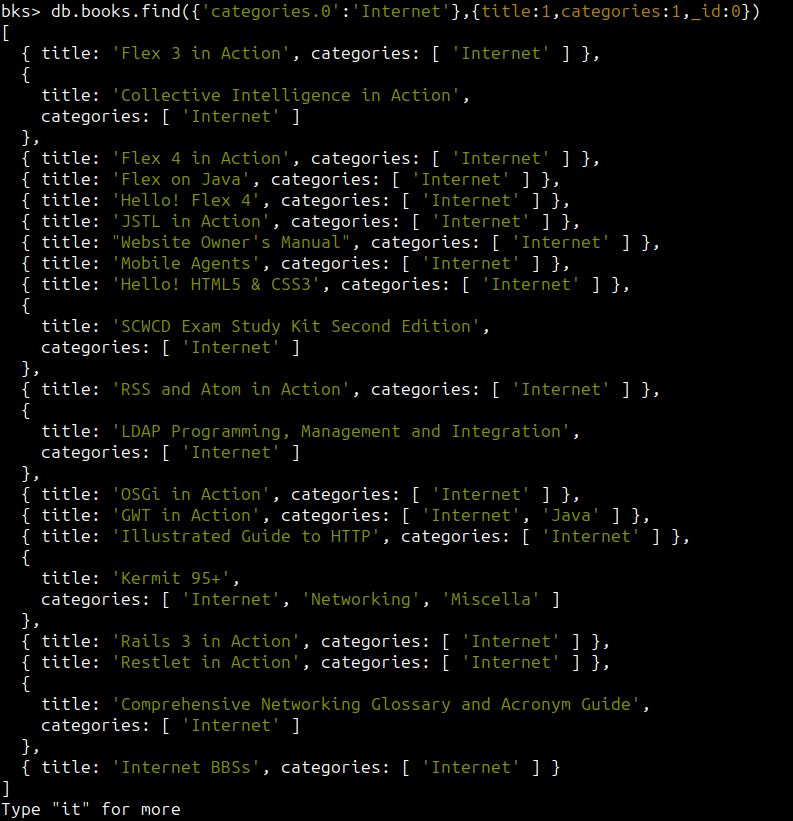 bks> db.books.find({'categories.0':'Internet'},{title:1,categories:1,_id:0})
[
  { title: 'Flex 3 in Action', categories: [ 'Internet' ] },
  {
    title: 'Collective Intelligence in Action',
    categories: [ 'Internet' ]
  },
  { title: 'Flex 4 in Action', categories: [ 'Internet' ] },
  { title: 'Flex on Java', categories: [ 'Internet' ] },
  { title: 'Hello! Flex 4', categories: [ 'Internet' ] },
  { title: 'JSTL in Action', categories: [ 'Internet' ] },
  { title: "Website Owner's Manual", categories: [ 'Internet' ] },
  { title: 'Mobile Agents', categories: [ 'Internet' ] },
  { title: 'Hello! HTML5 & CSS3', categories: [ 'Internet' ] },
  {
    title: 'SCWCD Exam Study Kit Second Edition',
    categories: [ 'Internet' ]
  },
  { title: 'RSS and Atom in Action', categories: [ 'Internet' ] },
  {
    title: 'LDAP Programming, Management and Integration',
    categories: [ 'Internet' ]
  },
  { title: 'OSGi in Action', categories: [ 'Internet' ] },
  { title: 'GWT in Action', categories: [ 'Internet', 'Java' ] },
  { title: 'Illustrated Guide to HTTP', categories: [ 'Internet' ] },
  {
    title: 'Kermit 95+',
    categories: [ 'Internet', 'Networking', 'Miscella' ]
  },
  { title: 'Rails 3 in Action', categories: [ 'Internet' ] },
  { title: 'Restlet in Action', categories: [ 'Internet' ] },
  {
    title: 'Comprehensive Networking Glossary and Acronym Guide',
    categories: [ 'Internet' ]
  },
  { title: 'Internet BBSs', categories: [ 'Internet' ] }
]
Type "it" for more